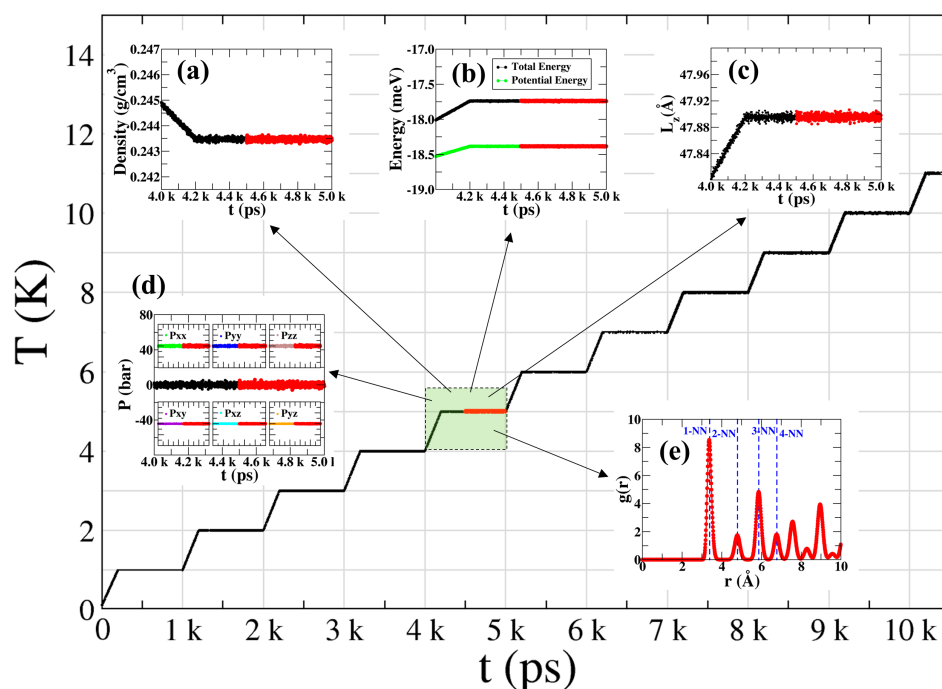 T (K)
14
12
10
8
6
4
2
0
0
1 k
2 k
3 k
4 k
5 k
6 k
7 k
8 k
9 k
10 k
t (ps)
(a)
Density (g/cm³)
0.247
0.246
0.245
0.244
0.243
0.242
4.0 k
4.2 k
4.4 k
4.6 k
4.8 k
5.0 k
t (ps)
(b)
Total Energy
Potential Energy
Energy (meV)
-17.0
-17.5
-18.0
-18.5
-19.0
4.0 k
4.2 k
4.4 k
4.6 k
4.8 k
5.0 k
t (ps)
(c)
Lz(Å)
47.96
47.92
47.88
47.84
4.0 k
4.2 k
4.4 k
4.6 k
4.8 k
5.0 k
t (ps)
(d)
P (bar)
80
40
0
-40
Pxx
Pyy
Pzz
Pxy
Pxz
Pyz
4.0 k
4.2 k
4.4 k
4.6 k
4.8 k
5.0 l
t (ps)
(e)
1-NN
2-NN
3-NN
4-NN
g(r)
10
8
6
4
2
0
0
2
4
6
8
10
r (Å)